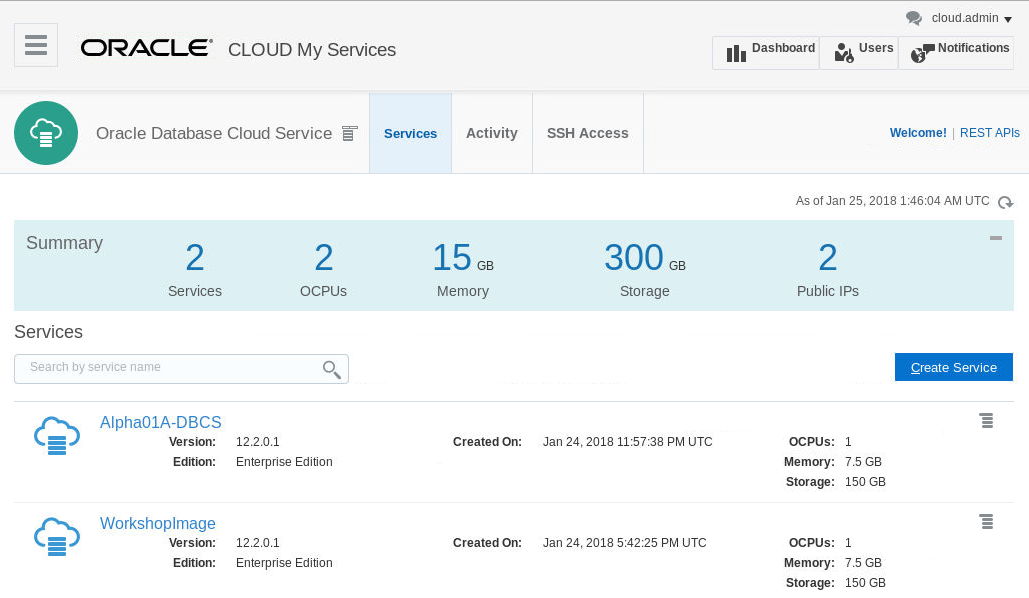 cloud.admin
ORACLE® CLOUD My Services
Dashboard Users Notifications
Oracle Database Cloud Service Services Activity SSH Access Welcome! | REST APIs
As of Jan 25, 2018 1:46:04 AM UTC
Summary
2 2 15 GB 300 GB 2
Services OCPUs Memory Storage Public IPs
Services
Search by service name Create Service
Alpha01A-DBCS
Version: 12.2.0.1 Created On: Jan 24, 2018 11:57:38 PM UTC OCPUs: 1
Edition: Enterprise Edition Memory: 7.5 GB
Storage: 150 GB
WorkshopImage
Version: 12.2.0.1 Created On: Jan 24, 2018 5:42:25 PM UTC OCPUs: 1
Edition: Enterprise Edition Memory: 7.5 GB
Storage: 150 GB